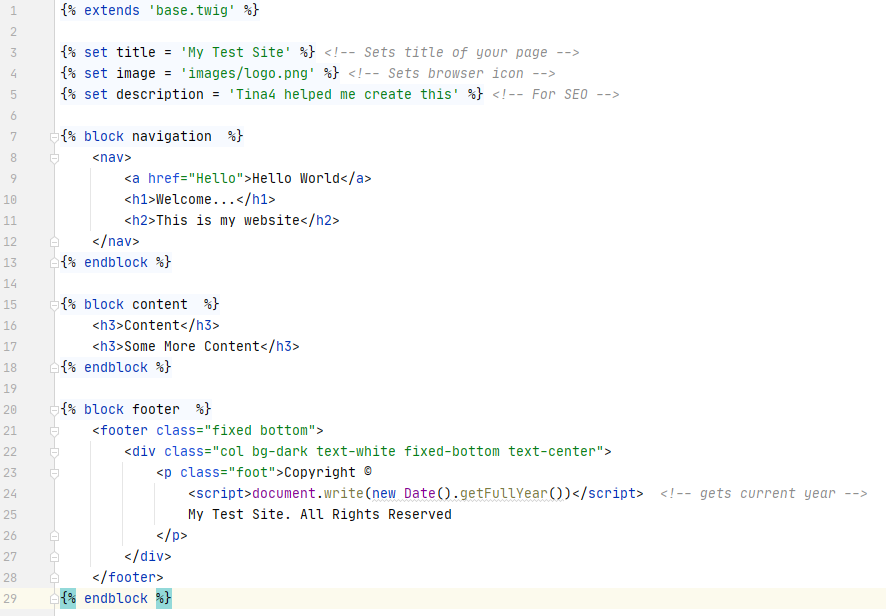 1 {% extends 'base.twig' %}
2
3 {% set title = 'My Test Site' %} <!-- Sets title of your page -->
4 {% set image = 'images/logo.png' %} <!-- Sets browser icon -->
5 {% set description = 'Tina4 helped me create this' %} <!-- For SEO -->
6
7 {% block navigation  %}
8     <nav>
9         <a href="Hello">Hello World</a>
10         <h1>Welcome...</h1>
11         <h2>This is my website</h2>
12     </nav>
13 {% endblock %}
14
15 {% block content  %}
16     <h3>Content</h3>
17     <h3>Some More Content</h3>
18 {% endblock %}
19
20 {% block footer  %}
21     <footer class="fixed bottom">
22         <div class="col bg-dark text-white fixed-bottom text-center">
23             <p class="foot">Copyright ©
24                 <script>document.write(new Date().getFullYear())</script>  <!-- gets current year -->
25                 My Test Site. All Rights Reserved
26             </p>
27         </div>
28     </footer>
29 {% endblock %}